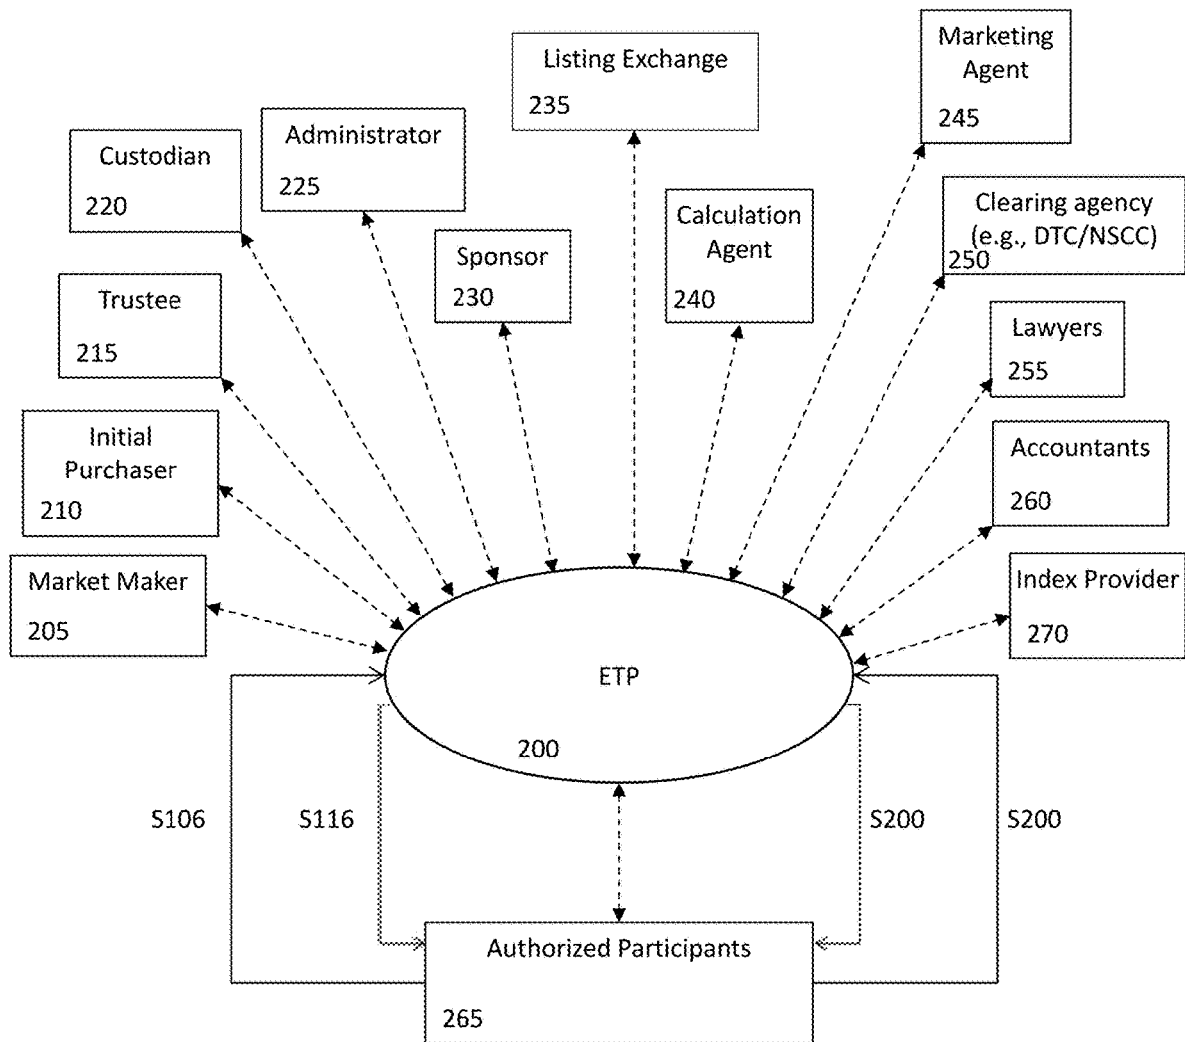 Marketing
Agent
245
Listing Exchange
235
Administrator
225
Custodian
220
Clearing agency
(e.g., DTC/NSCC)
250
Calculation
Agent
240
Sponsor
230
Trustee
215
Lawyers
255
Initial
Purchaser
210
Accountants
260
Market Maker
205
Index Provider
270
ETP
200
S106
S116
S200
S200
Authorized Participants
265